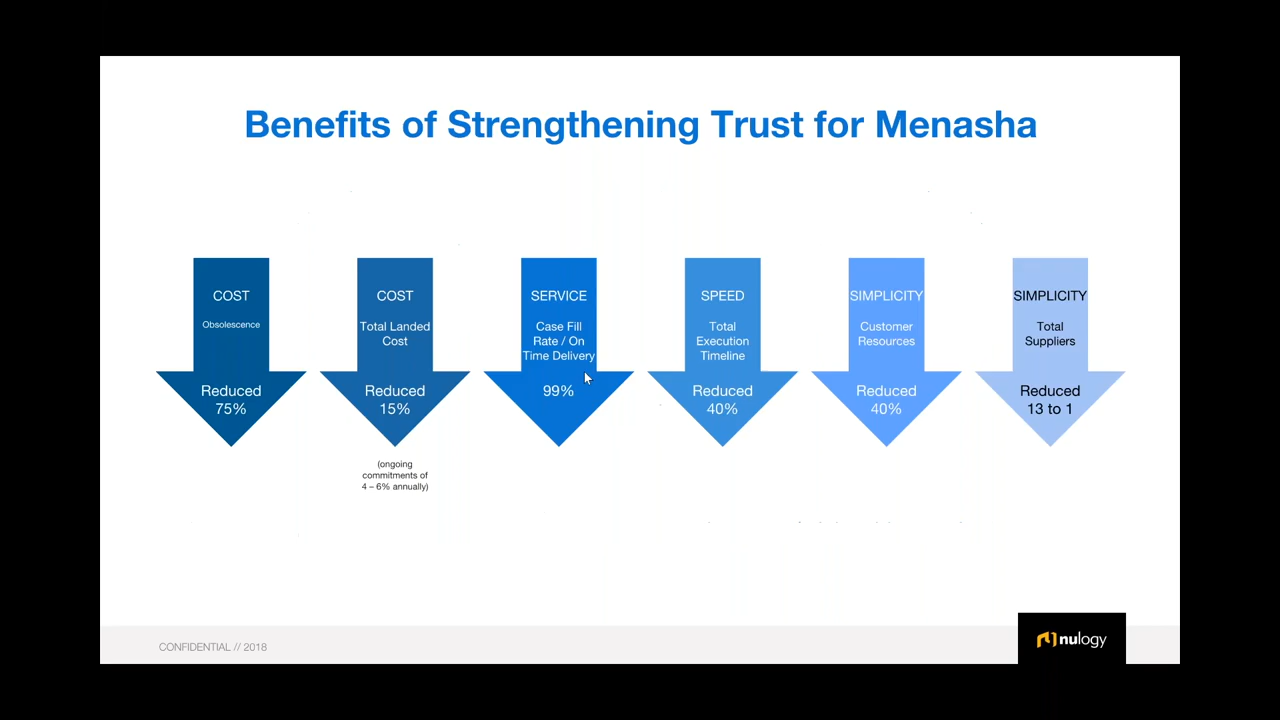 Benefits of Strengthening Trust for Menasha
COST
Obsolescence
Reduced
75%
COST
Total Landed
Cost
Reduced
15%
(ongoing
commitments of
4 – 6% annually)
SERVICE
Case Fill
Rate / On
Time Delivery
99%
SPEED
Total
Execution
Timeline
Reduced
40%
SIMPLICITY
Customer
Resources
Reduced
40%
SIMPLICITY
Total
Suppliers
Reduced
13 to 1
CONFIDENTIAL // 2018
nulogy